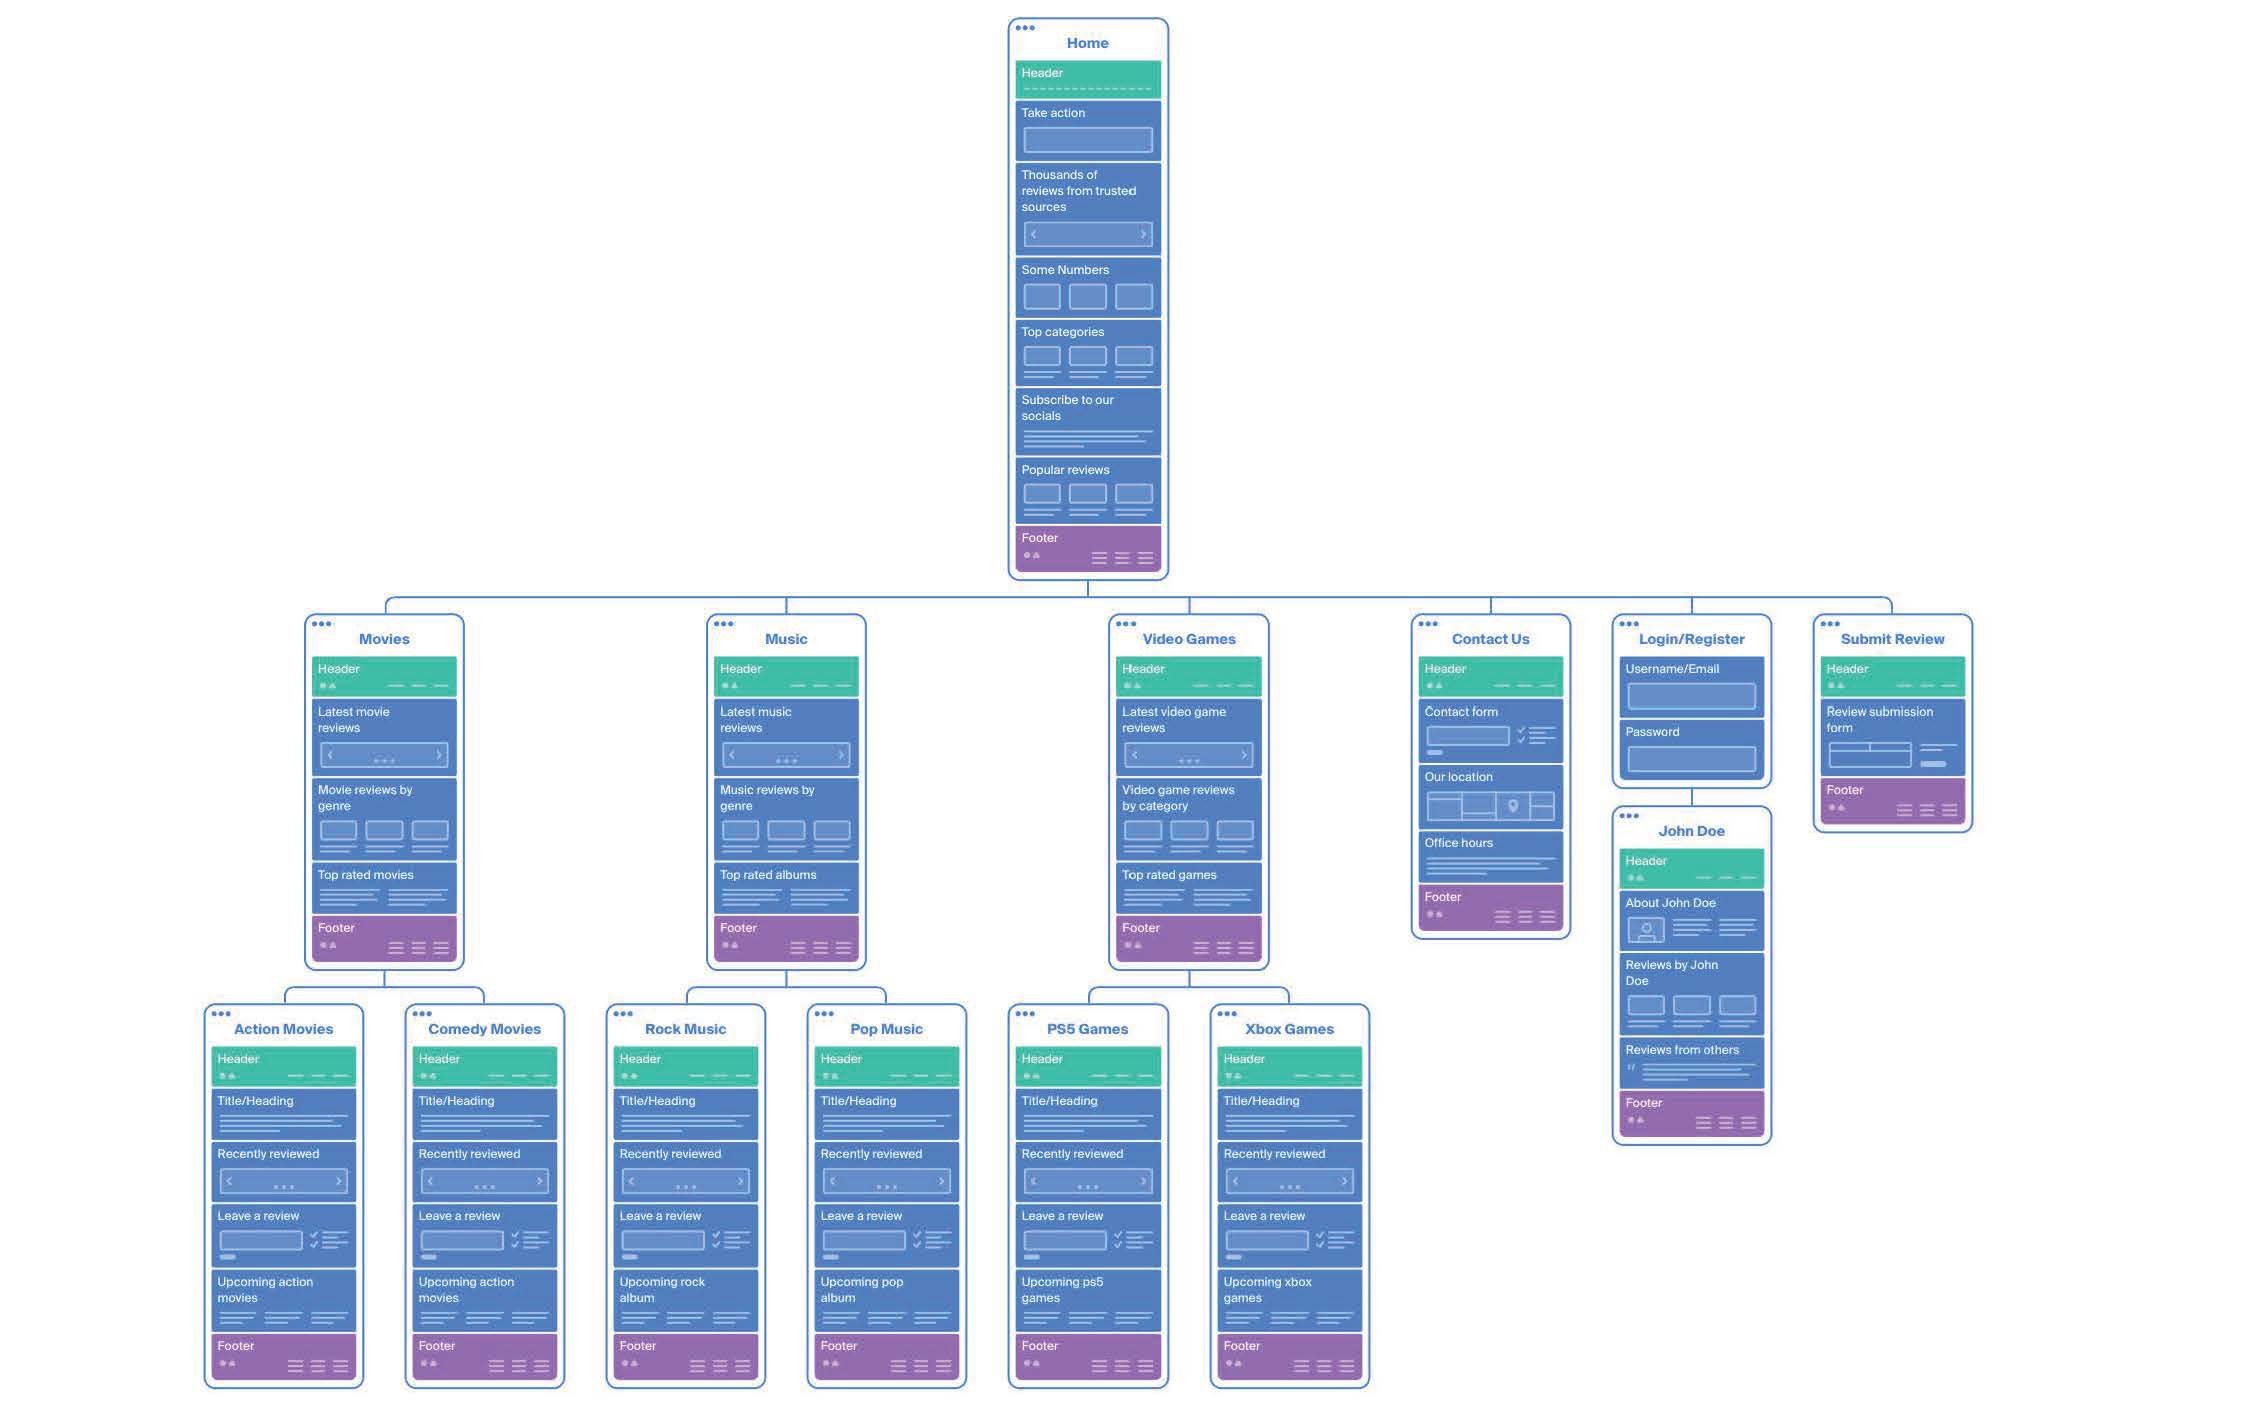 Home
Header
Take action
Thousands of
reviews from trusted
sources
Some Numbers
Top categories
Subscribe to our
socials
Popular reviews
Footer
Movies
Header
Latest movie
reviews
Movie reviews by
genre
Top rated movies
Footer
Music
Header
Latest music
reviews
Music reviews by
genre
Top rated albums
Footer
Video Games
Header
Latest video game
reviews
Video game reviews
by category
Top rated games
Footer
Contact Us
Header
Contact form
Our location
Office hours
Footer
Login/Register
Username/Email
Password
Submit Review
Header
Review submission
form
Footer
John Doe
Header
About John Doe
Reviews by John
Doe
Reviews from others
Footer
Action Movies
Header
Title/Heading
Recently reviewed
Leave a review
Upcoming action
movies
Footer
Comedy Movies
Header
Title/Heading
Recently reviewed
Leave a review
Upcoming action
movies
Footer
Rock Music
Header
Title/Heading
Recently reviewed
Leave a review
Upcoming rock
album
Footer
Pop Music
Header
Title/Heading
Recently reviewed
Leave a review
Upcoming pop
album
Footer
PS5 Games
Header
Title/Heading
Recently reviewed
Leave a review
Upcoming ps5
games
Footer
Xbox Games
Header
Title/Heading
Recently reviewed
Leave a review
Upcoming xbox
games
Footer